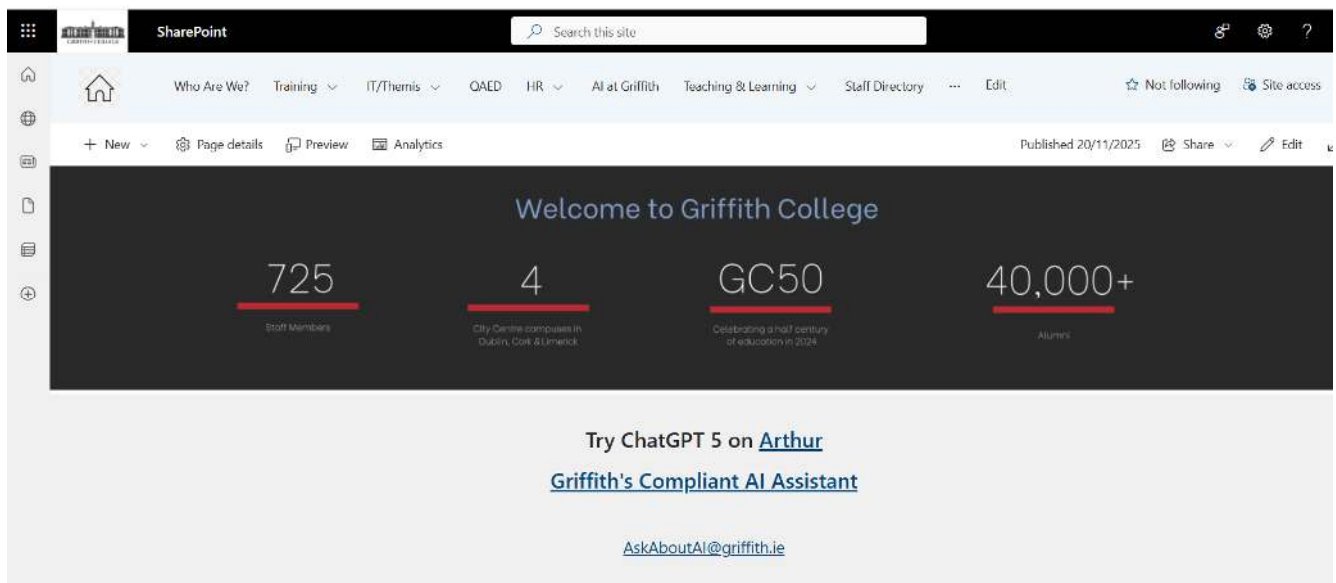 SharePoint
Search this site
?
Who Are We?
Training
IT/Themis
QAED
HR
AI at Griffith
Teaching & Learning
Staff Directory
...
Edit
Not following
Site access
+ New
Page details
Preview
Analytics
Published 20/11/2025
Share
Edit
Welcome to Griffith College
725
4
GC50
40,000+
Staff Members
City Centre campuses in
Dublin, Cork & Limerick
Celebrating a half century
of education in 2024
Alumni
Try ChatGPT 5 on Arthur
Griffith's Compliant AI Assistant
AskAboutAI@griffith.ie